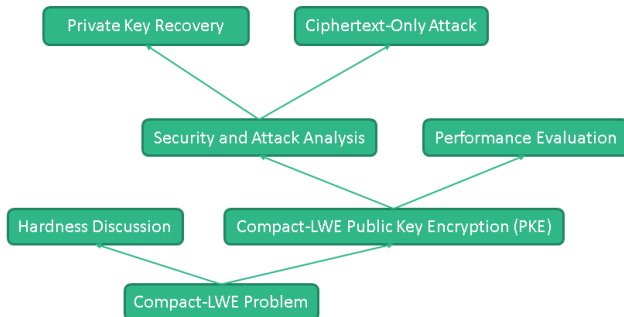 Private Key Recovery
Ciphertext-Only Attack
Security and Attack Analysis
Performance Evaluation
Hardness Discussion
Compact-LWE Public Key Encryption (PKE)
Compact-LWE Problem